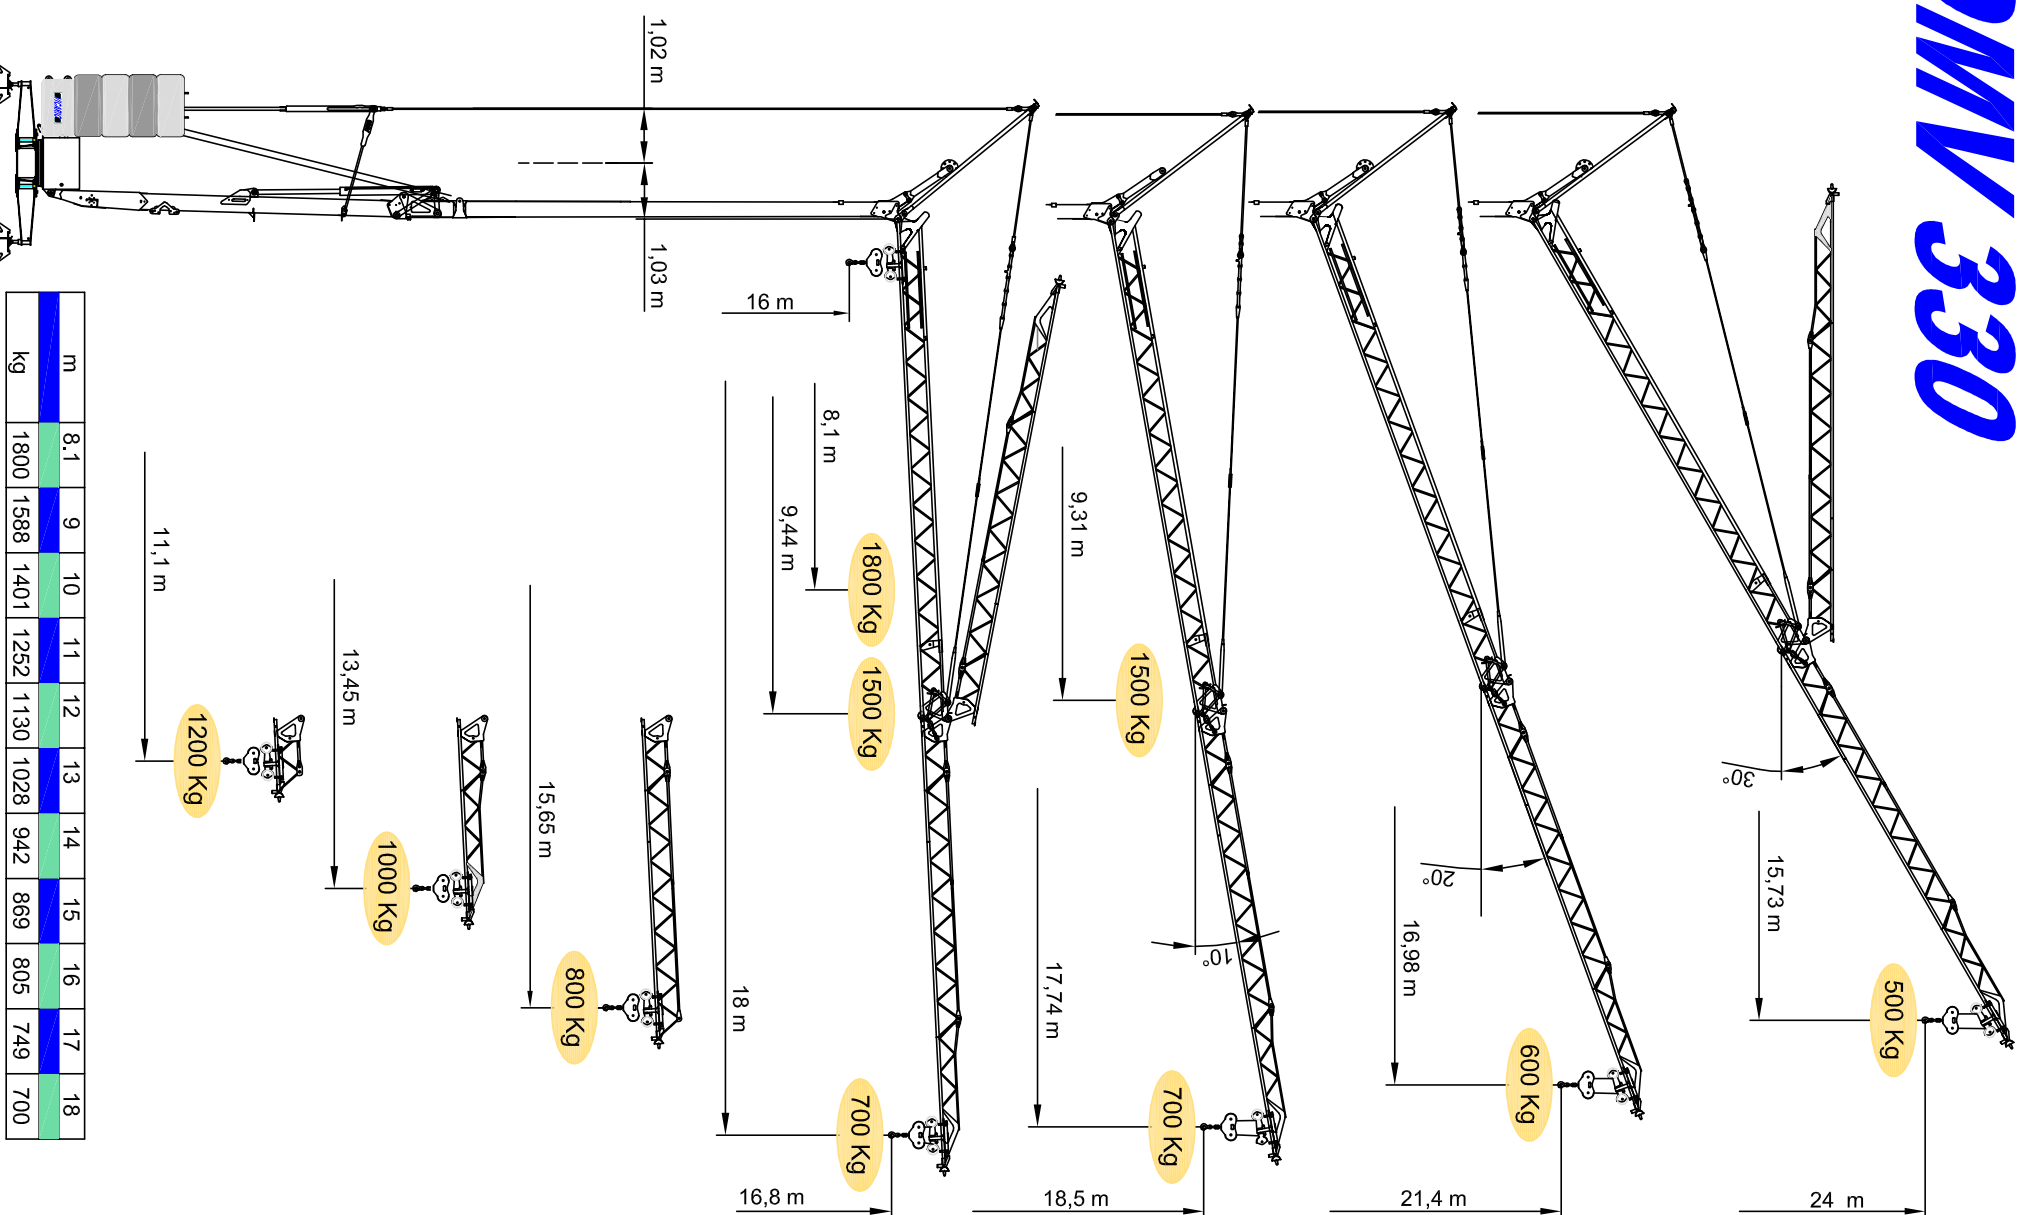 OMV 330
1,02 m
1,03 m
16 m
8,1 m
9,44 m
1800 Kg
1500 Kg
18 m
700 Kg
16,8 m
9,31 m
1500 Kg
10°
17,74 m
700 Kg
18,5 m
20°
16,98 m
600 Kg
21,4 m
30°
15,73 m
500 Kg
24 m
15,65 m
800 Kg
13,45 m
1000 Kg
11,1 m
1200 Kg
m 8.1 9 10 11 12 13 14 15 16 17 18
kg 1800 1588 1401 1252 1130 1028 942 869 805 749 700